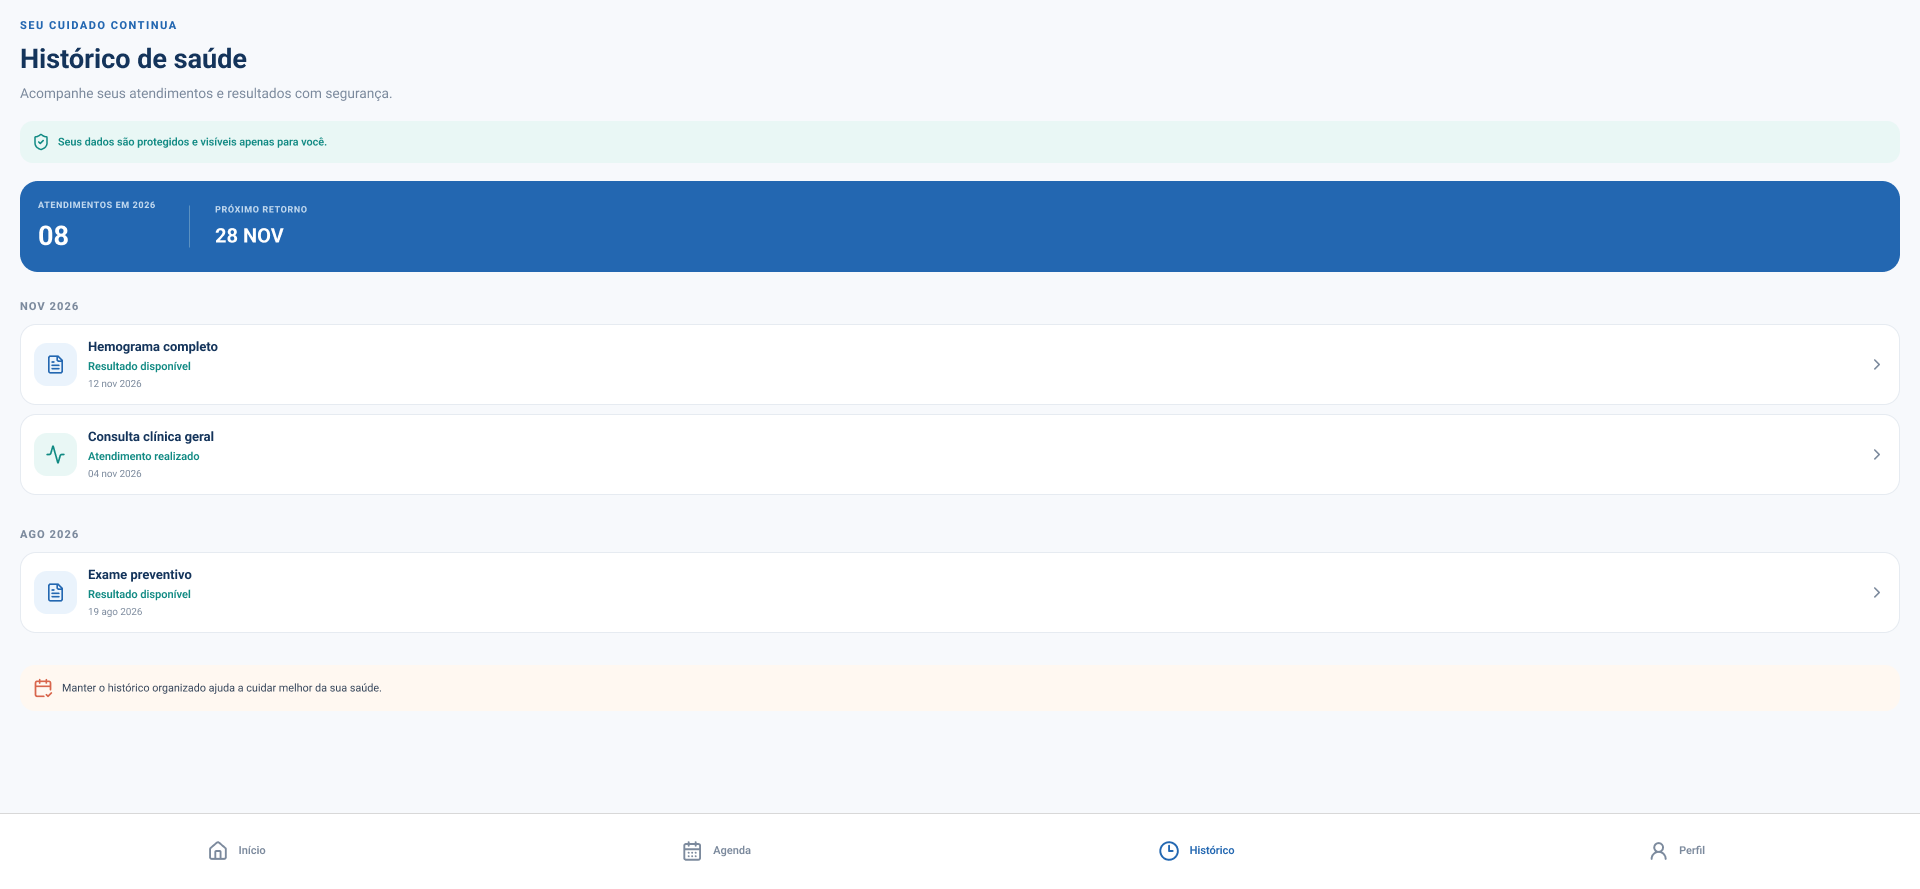 SEU CUIDADO CONTINUA
Histórico de saúde
Acompanhe seus atendimentos e resultados com segurança.
Seus dados são protegidos e visíveis apenas para você.
ATENDIMENTOS EM 2026
08
PRÓXIMO RETORNO
28 NOV
NOV 2026
Hemograma completo
Resultado disponível
12 nov 2026
Consulta clínica geral
Atendimento realizado
04 nov 2026
AGO 2026
Exame preventivo
Resultado disponível
19 ago 2026
Manter o histórico organizado ajuda a cuidar melhor da sua saúde.
Início
Agenda
Histórico
Perfil